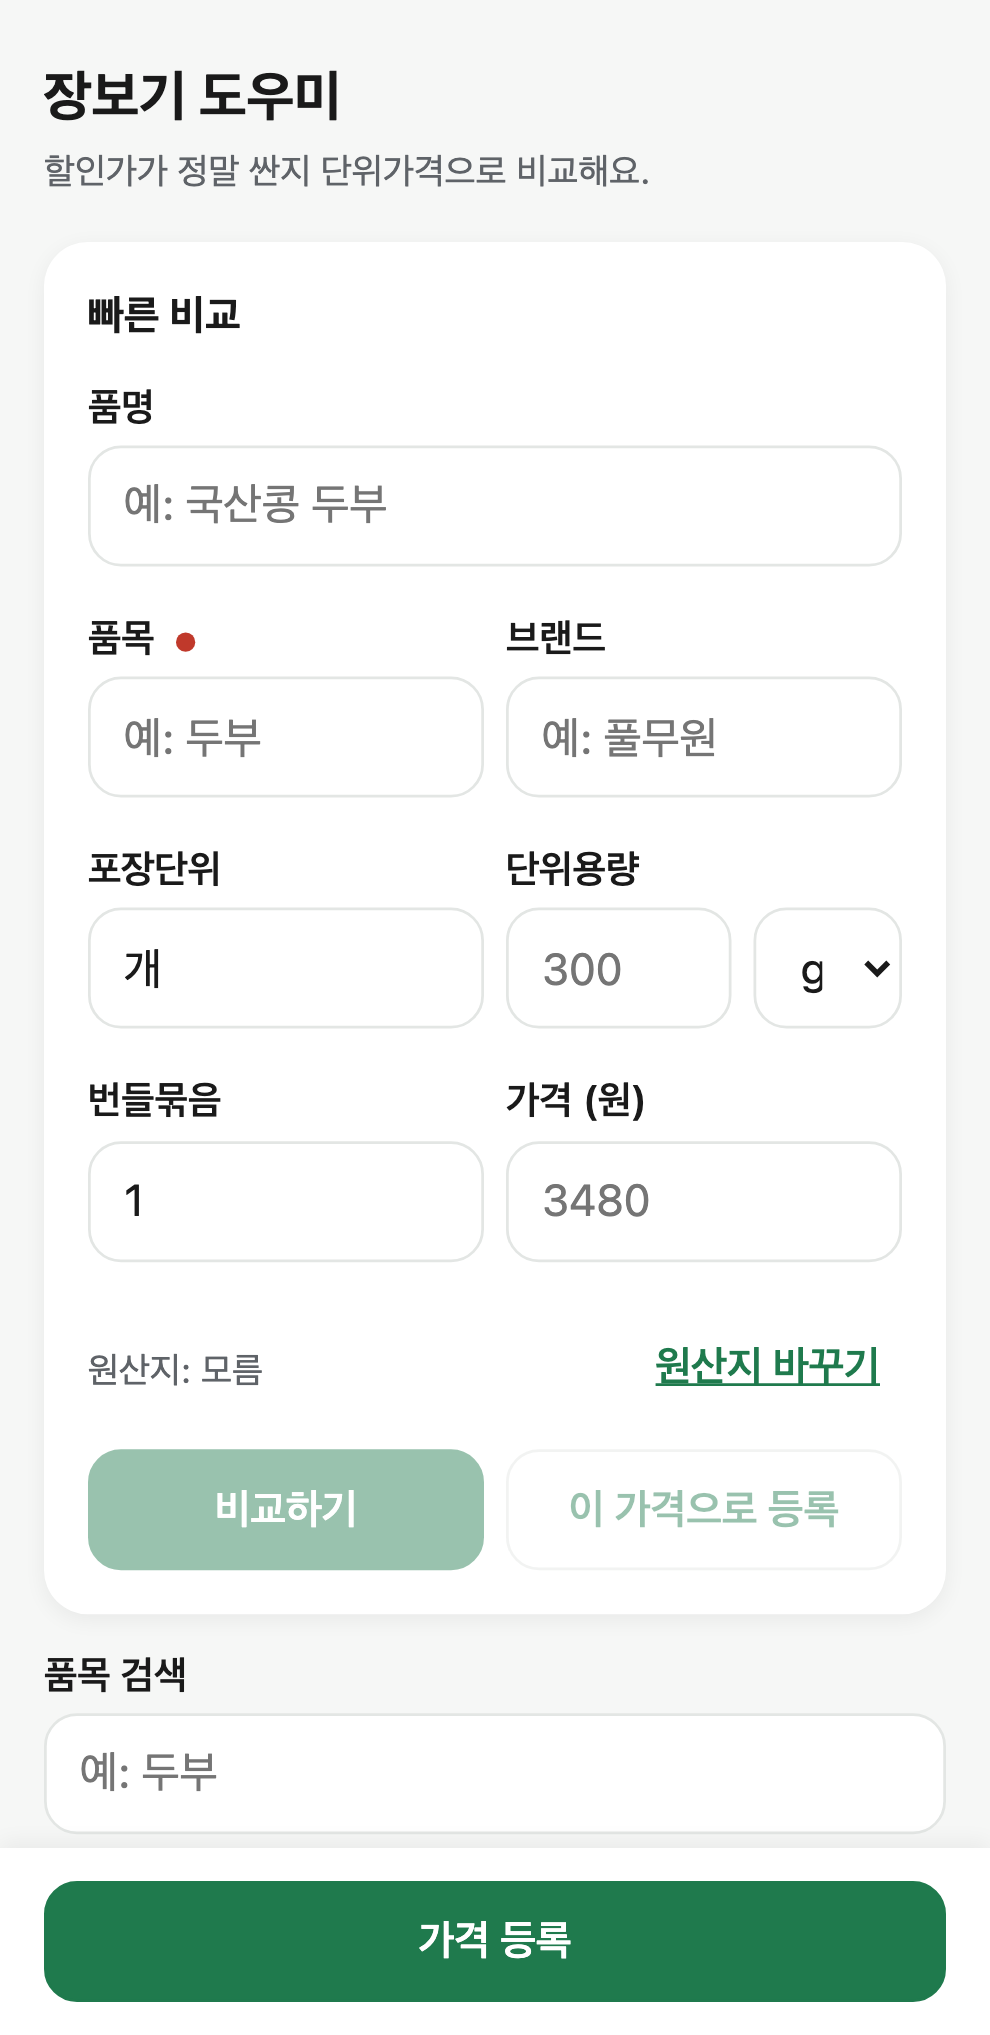 장보기 도우미
할인가가 정말 싼지 단위가격으로 비교해요.
빠른 비교
품명
예: 국산콩 두부
품목 브랜드
예: 두부 예: 풀무원
포장단위 단위용량
개 300 g
번들묶음 가격 (원)
1 3480
원산지: 모름 원산지 바꾸기
비교하기 이 가격으로 등록
품목 검색
예: 두부
가격 등록